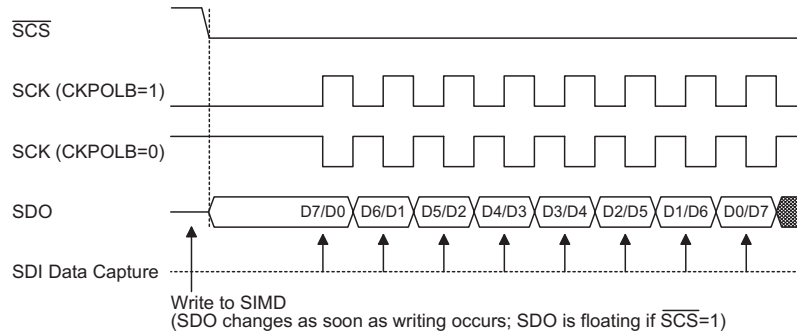 SCS
SCK (CKPOLB=1)
SCK (CKPOLB=0)
SDO D7/D0 D6/D1 D5/D2 D4/D3 D3/D4 D2/D5 D1/D6 D0/D7
SDI Data Capture
Write to SIMD
(SDO changes as soon as writing occurs; SDO is floating if SCS=1)